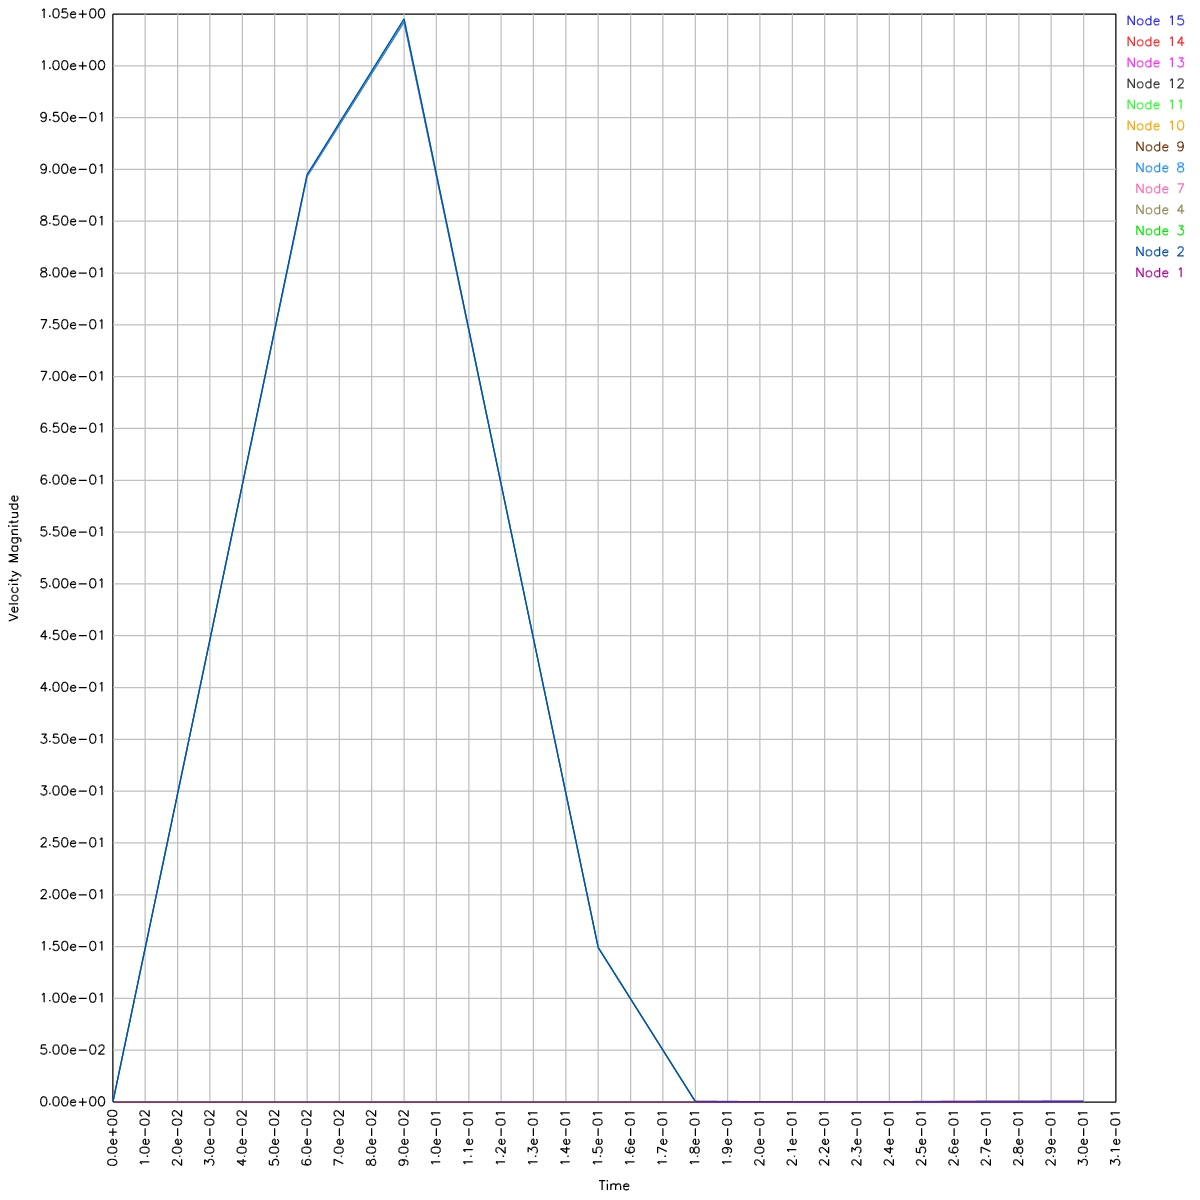 1.05e+00
1.00e+00
9.50e-01
9.00e-01
8.50e-01
8.00e-01
7.50e-01
7.00e-01
6.50e-01
6.00e-01
5.50e-01
5.00e-01
4.50e-01
4.00e-01
3.50e-01
3.00e-01
2.50e-01
2.00e-01
1.50e-01
1.00e-01
5.00e-02
0.00e+00
Velocity Magnitude
0.0e+00
1.0e-02
2.0e-02
3.0e-02
4.0e-02
5.0e-02
6.0e-02
7.0e-02
8.0e-02
9.0e-02
1.0e-01
1.1e-01
1.2e-01
1.3e-01
1.4e-01
1.5e-01
1.6e-01
1.7e-01
1.8e-01
1.9e-01
2.0e-01
2.1e-01
2.2e-01
2.3e-01
2.4e-01
2.5e-01
2.6e-01
2.7e-01
2.8e-01
2.9e-01
3.0e-01
3.1e-01
Time
Node 15
Node 14
Node 13
Node 12
Node 11
Node 10
Node 9
Node 8
Node 7
Node 4
Node 3
Node 2
Node 1